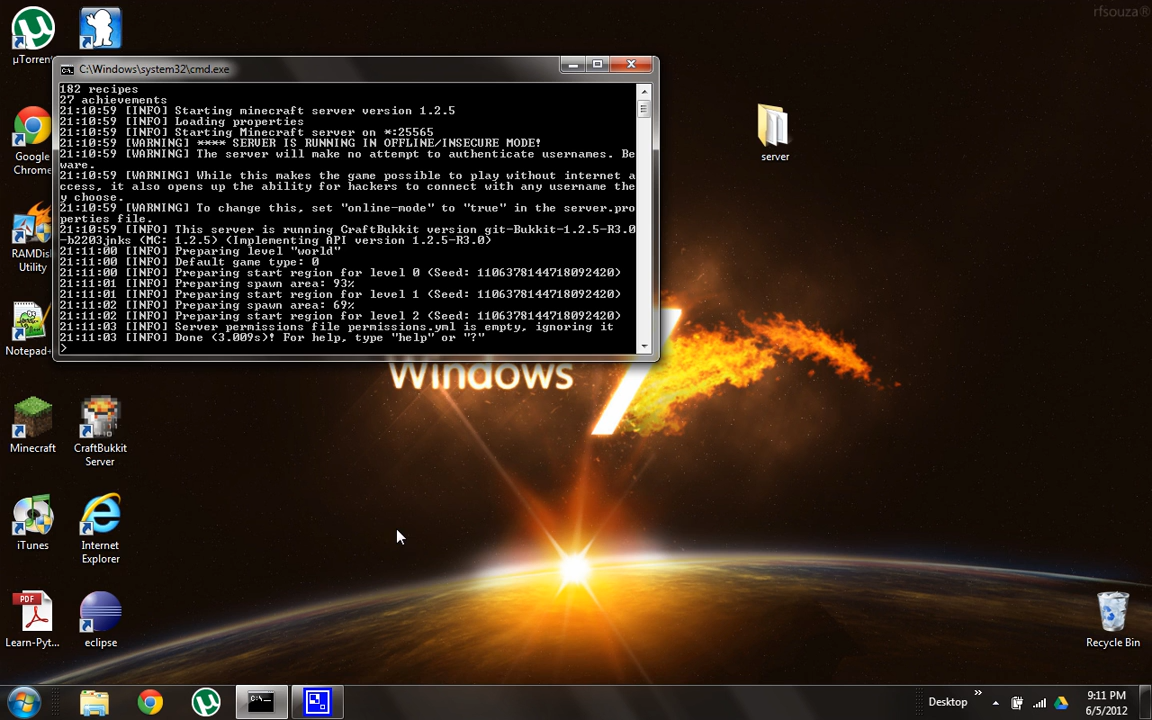 rfsouza®
µTorrent
C:\Windows\system32\cmd.exe
182 recipes
27 achievements
21:10:59 [INFO] Starting minecraft server version 1.2.5
21:10:59 [INFO] Loading properties
21:10:59 [INFO] Starting Minecraft server on *:25565
21:10:59 [WARNING] **** SERVER IS RUNNING IN OFFLINE/INSECURE MODE!
21:10:59 [WARNING] The server will make no attempt to authenticate usernames. Be
ware.
21:10:59 [WARNING] While this makes the game possible to play without internet a
ccess, it also opens up the ability for hackers to connect with any username the
y choose.
21:10:59 [WARNING] To change this, set "online-mode" to "true" in the server.pro
perties file.
21:10:59 [INFO] This server is running CraftBukkit version git-Bukkit-1.2.5-R3.0
-b2203jnks (MC: 1.2.5) (Implementing API version 1.2.5-R3.0)
21:11:00 [INFO] Preparing level "world"
21:11:00 [INFO] Default game type: 0
21:11:00 [INFO] Preparing start region for level 0 (Seed: 1106378144718092420)
21:11:01 [INFO] Preparing spawn area: 93%
21:11:01 [INFO] Preparing start region for level 1 (Seed: 1106378144718092420)
21:11:02 [INFO] Preparing spawn area: 69%
21:11:02 [INFO] Preparing start region for level 2 (Seed: 1106378144718092420)
21:11:03 [INFO] Server permissions file permissions.yml is empty, ignoring it
21:11:03 [INFO] Done (3.009s)! For help, type "help" or "?"
>
Google
Chrome
server
RAMDis
Utility
Notepad+
Windows 7
Minecraft
CraftBukkit
Server
iTunes
Internet
Explorer
PDF
Learn-Pyt...
eclipse
Recycle Bin
Desktop
9:11 PM
6/5/2012